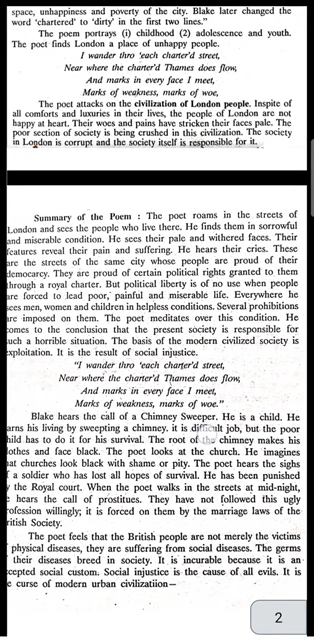 space, unhappiness and poverty of the city. Blake later changed the
word 'chartered' to 'dirty' in the first two lines."
The poem portrays (i) childhood (2) adolescence and youth.
The poet finds London a place of unhappy people.
I wander thro 'each charter'd street,
Near where the charter'd Thames does flow,
And marks in every face I meet,
Marks of weakness, marks of woe,
The poet attacks on the civilization of London people. Inspite of
all comforts and luxuries in their lives, the people of London are not
happy at heart. Their woes and pains have stricken their faces pale. The
poor section of society is being crushed in this civilization. The society
in London is corrupt and the society itself is responsible for it.
Summary of the Poem : The poet roams in the streets of
London and sees the people who live there. He finds them in sorrowful
and miserable condition. He sees their pale and withered faces. Their
features reveal their pain and suffering. He hears their cries. These
are the streets of the same city whose people are proud of their
democarcy. They are proud of certain political rights granted to them
through a royal charter. But political liberty is of no use when people
are forced to lead poor, painful and miserable life. Everywhere he
sees men, women and children in helpless conditions. Several prohibitions
are imposed on them. The poet meditates over this condition. He
comes to the conclusion that the present society is responsible for
uch a horrible situation. The basis of the modern civilized society is
xploitation. It is the result of social injustice.
"I wander 'thro 'each charter'd street,
Near where the charter'd Thames does flow,
And marks in every face I meet,
Marks of weakness, marks of woe."
Blake hears the call of a Chimney Sweeper. He is a child. He
arns his living by sweeping a chimney. it is difficult job, but the poor
hild has to do it for his survival. The root of the chimney makes his
lothes and face black. The poet looks at the church. He imagines
at churches look black with shame or pity. The poet hears the sighs
f a soldier who has lost all hopes of survival. He has been punished
y the Royal court. When the poet walks in the streets at mid-night,
e hears the call of prostitues. They have not followed this ugly
rofession willingly; it is forced on them by the marriage laws of the
ritish Society.
The poet feels that the British people are not merely the victims
f physical diseases, they are suffering from social diseases. The germs
f their diseases breed in society. It is incurable because it is an
cepted social custom. Social injustice is the cause of all evils. It is
e curse of modern urban civilizatiion—
2